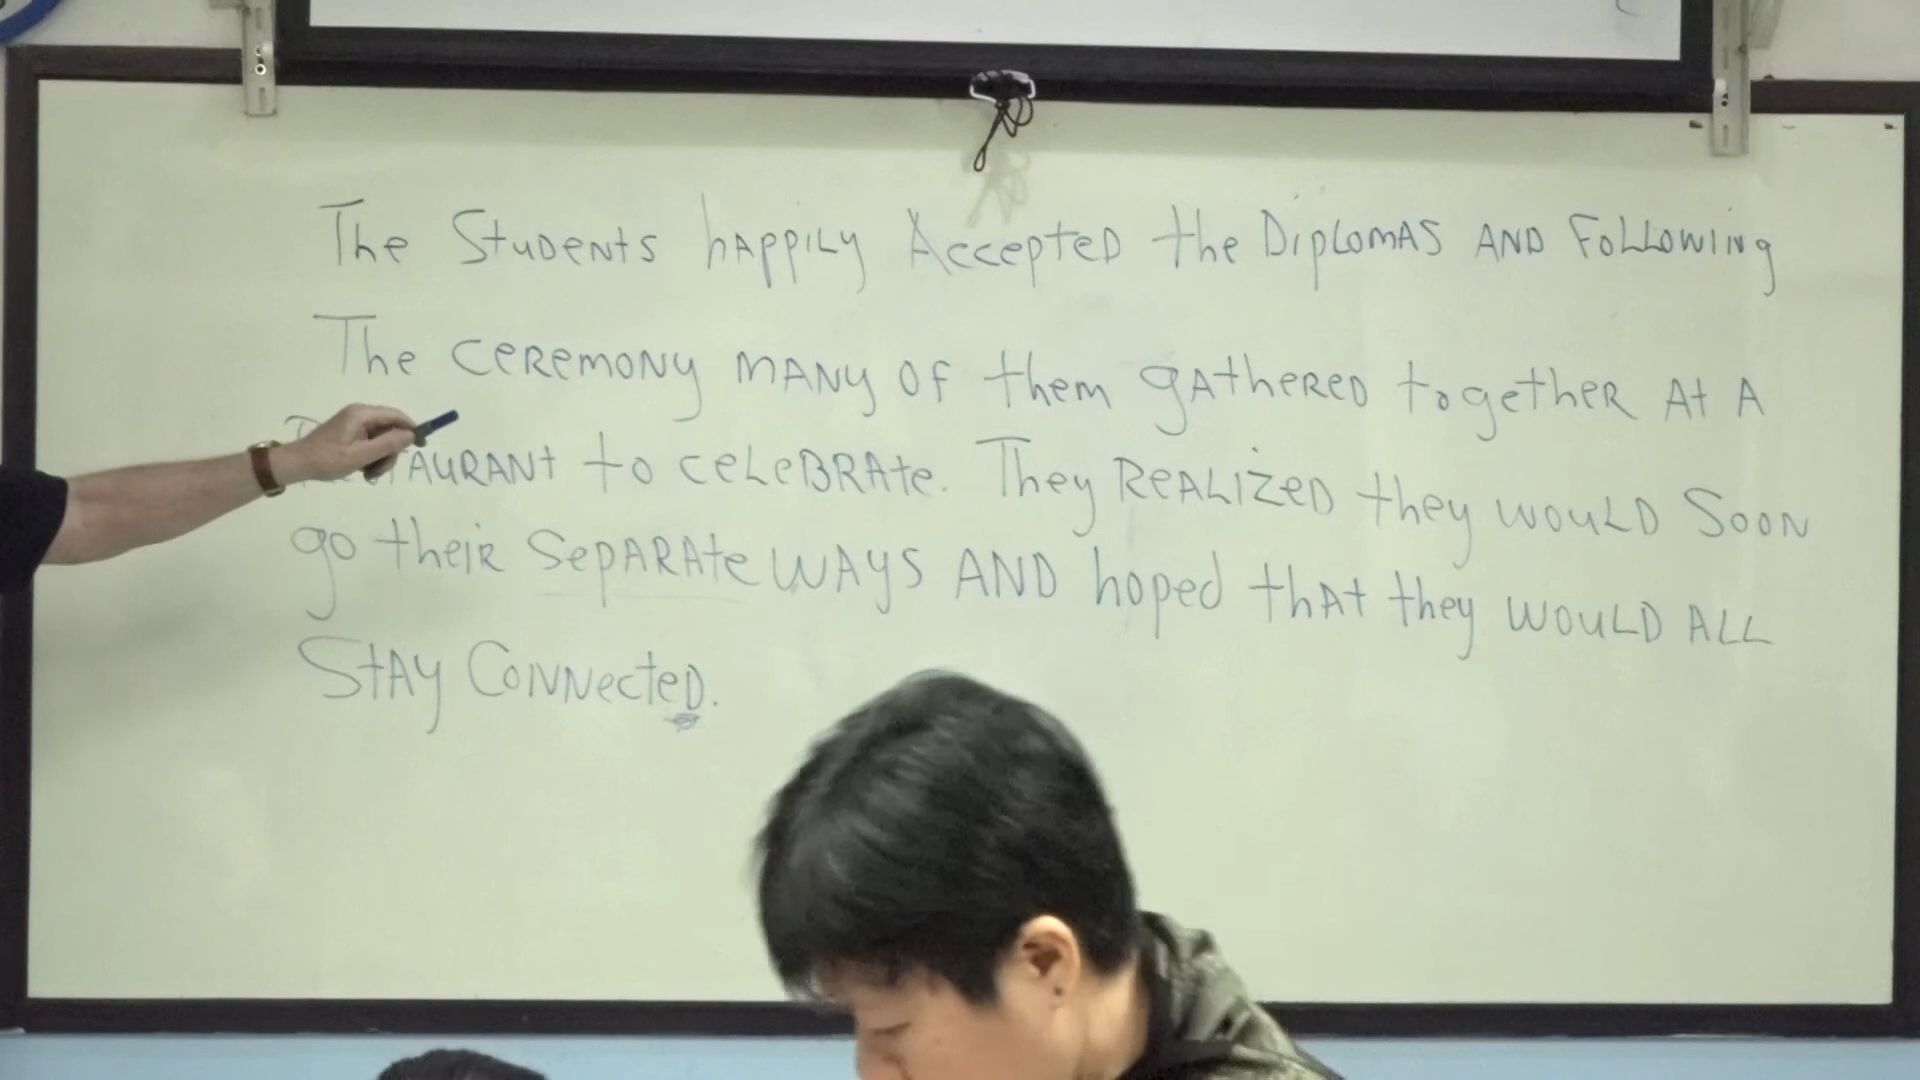 The Students happily Accepted the Diplomas AND Following
The ceremony many of them gathered together At A
to celebrate. They Realized they would Soon
go their separate ways AND hoped that they would all
Stay Connected.